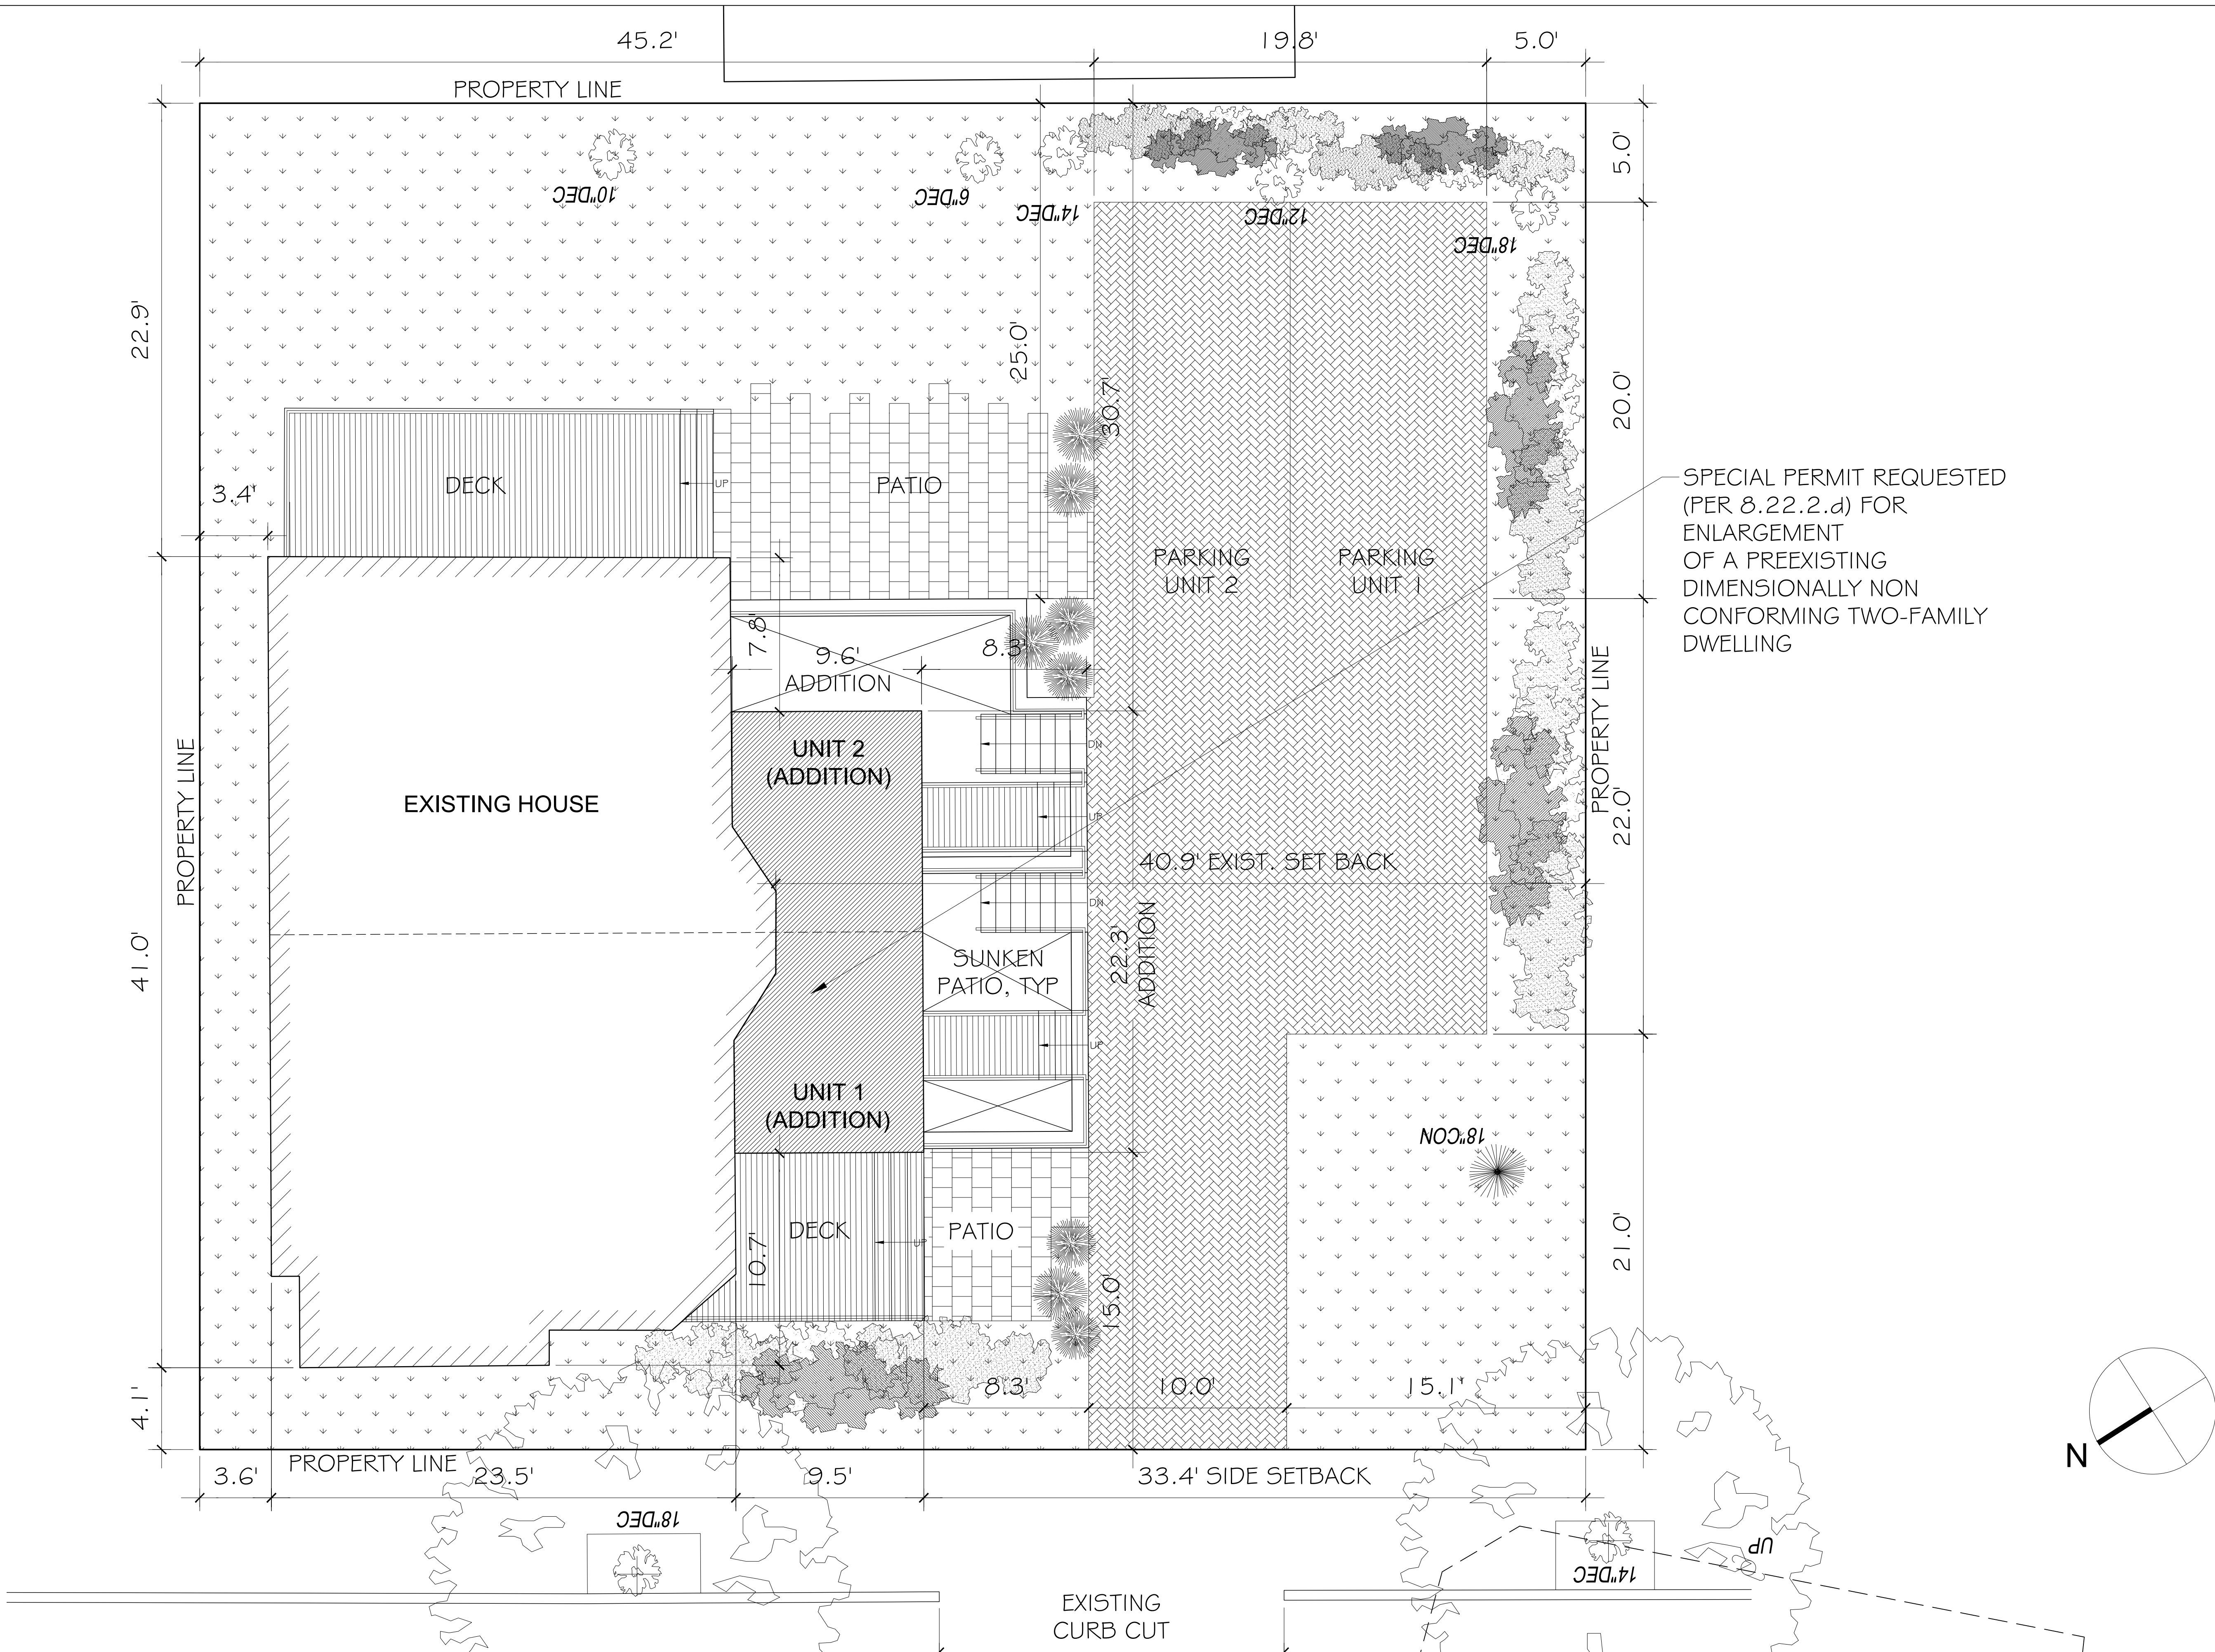 45.2'
19.8'
5.0'
PROPERTY LINE
5.0'
10"DEC
6"DEC
14"DEC
12"DEC
18"DEC
22.9'
25.0'
30.7'
20.0'
3.4'
DECK
UP
PATIO
SPECIAL PERMIT REQUESTED
(PER 8.22.2.d) FOR
ENLARGEMENT
OF A PREEXISTING
DIMENSIONALLY NON
CONFORMING TWO-FAMILY
DWELLING
PARKING
UNIT 2
PARKING
UNIT 1
7.8'
9.6'
ADDITION
8.3'
PROPERTY LINE
PROPERTY LINE
UNIT 2
(ADDITION)
DN
EXISTING HOUSE
UP
22.0'
40.9' EXIST. SET BACK
DN
41.0'
SUNKEN
PATIO, TYP
22.3'
ADDITION
UP
UNIT 1
(ADDITION)
18"CON
DECK
UP
PATIO
10.7'
15.0'
21.0'
4.1'
8.3'
10.0'
15.1'
PROPERTY LINE
3.6'
23.5'
9.5'
33.4' SIDE SETBACK
N
18"DEC
UP
14"DEC
EXISTING
CURB CUT